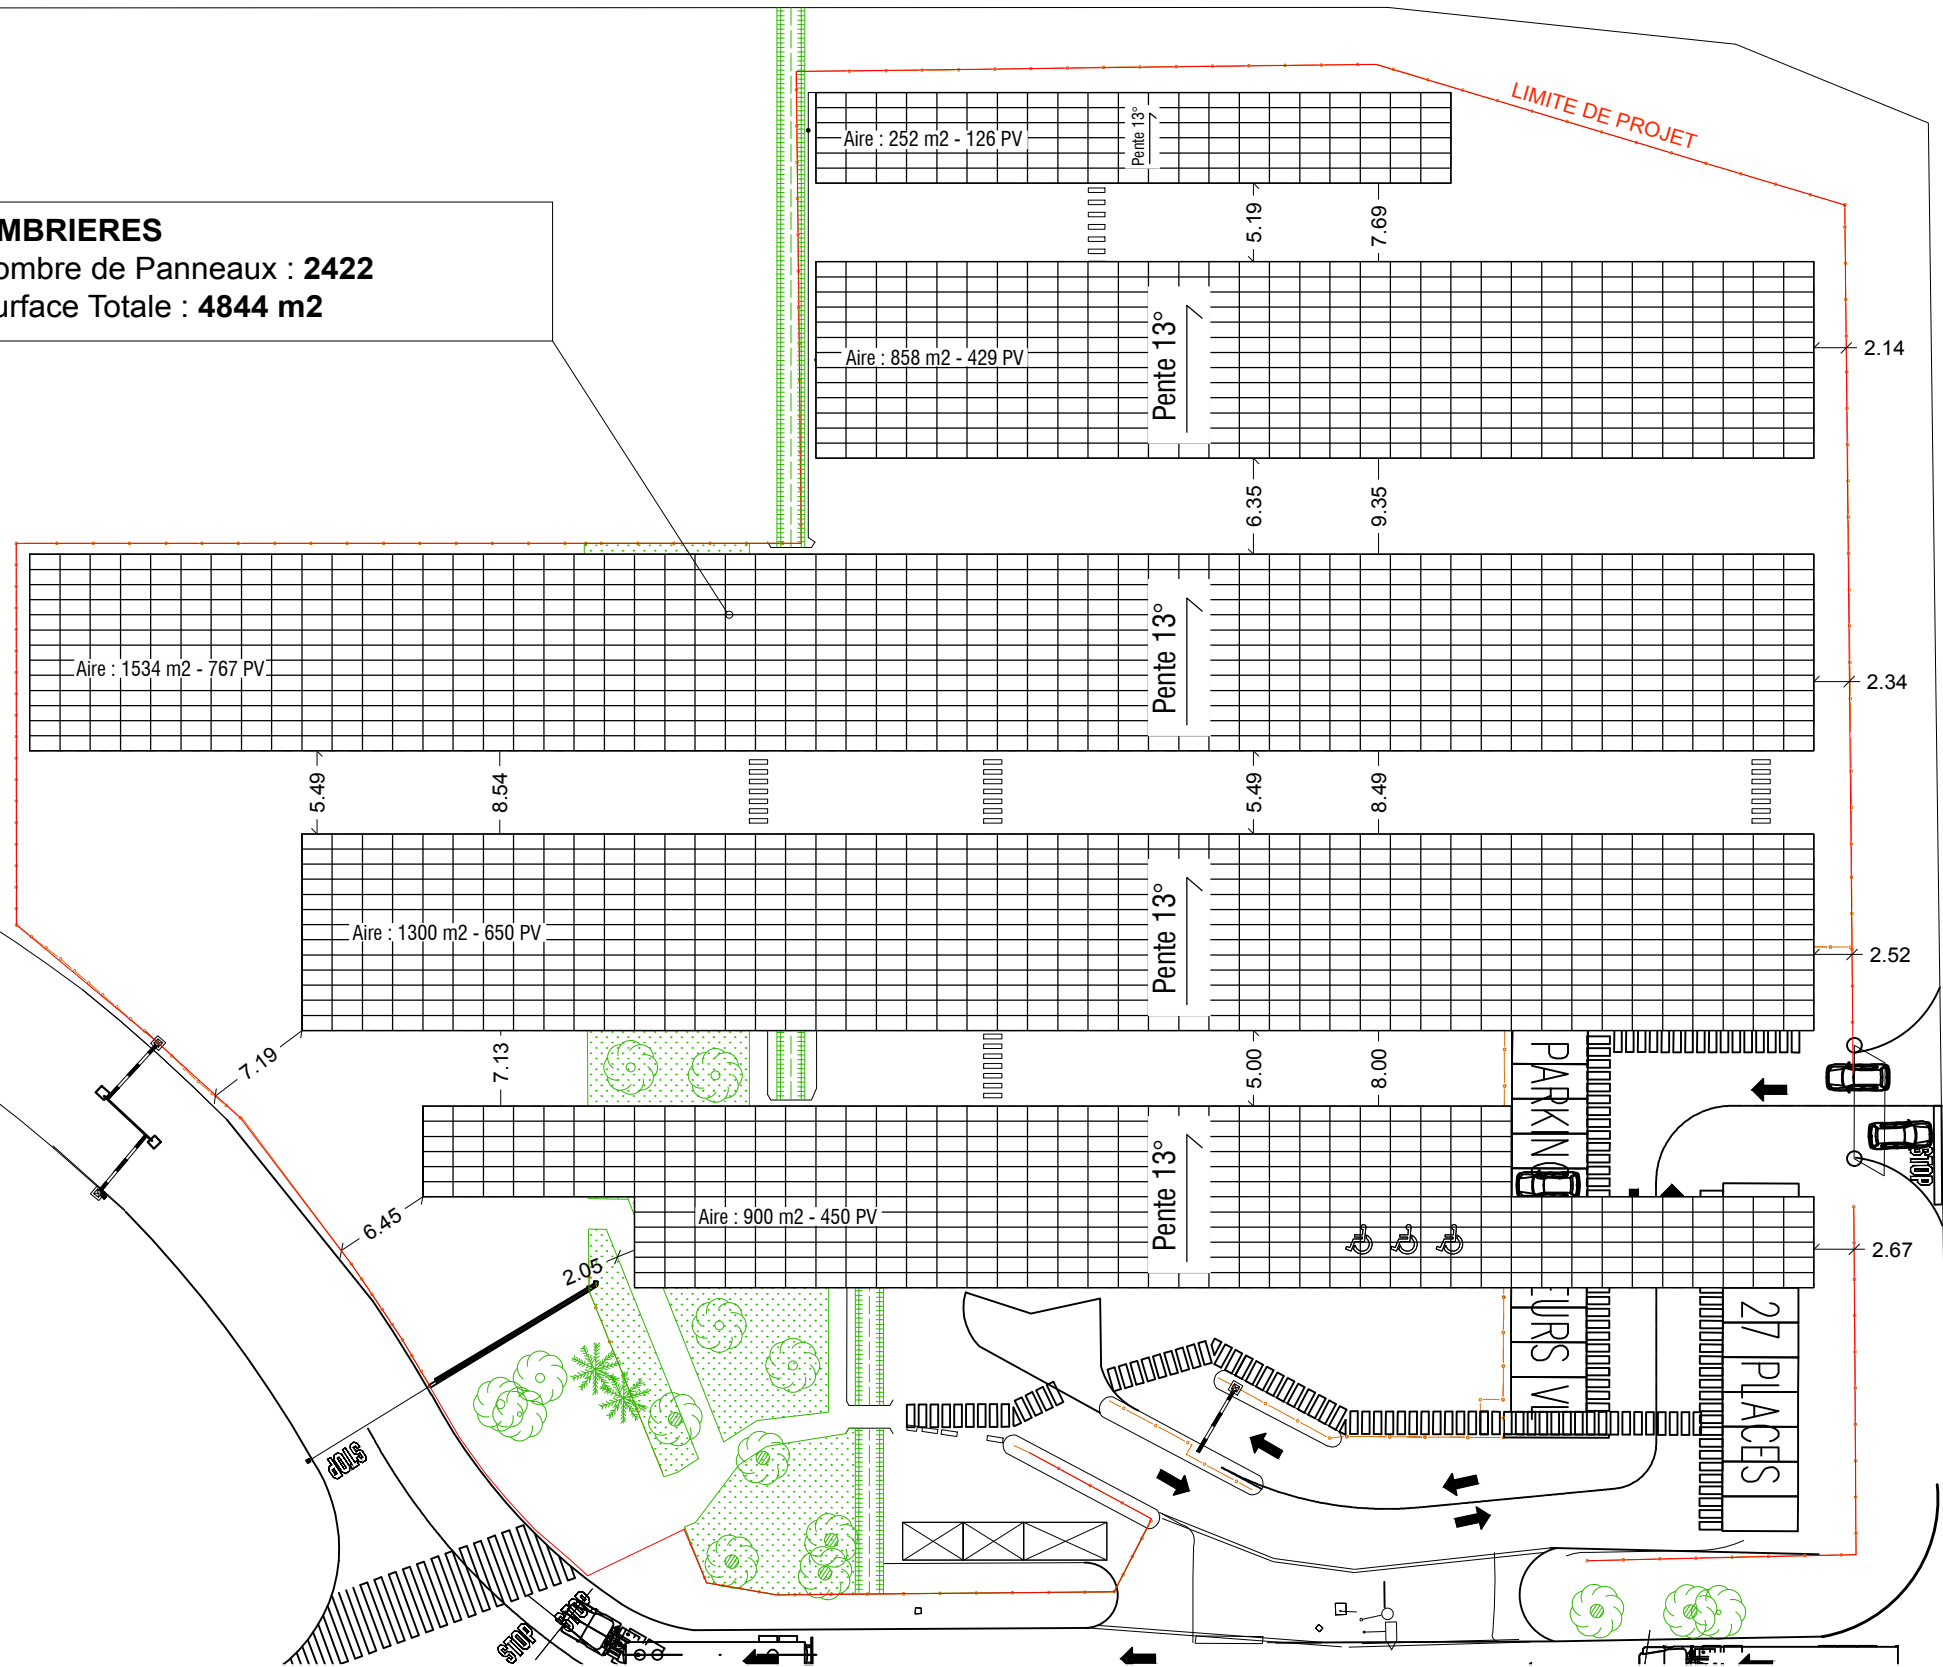 LIMITE DE PROJET
Aire : 252 m2 - 126 PV
Pente 13°
MBRIERES
ombre de Panneaux : 2422
urface Totale : 4844 m2
5.19
7.69
Aire : 858 m2 - 429 PV
Pente 13°
2.14
6.35
9.35
Aire : 1534 m2 - 767 PV
Pente 13°
2.34
5.49
8.54
5.49
8.49
Aire : 1300 m2 - 650 PV
Pente 13°
2.52
7.19
7.13
5.00
8.00
PARKING
STOP
6.45
Aire : 900 m2 - 450 PV
Pente 13°
2.05
2.67
EURS VL
27 PLACES
STOP
STOP
STOP